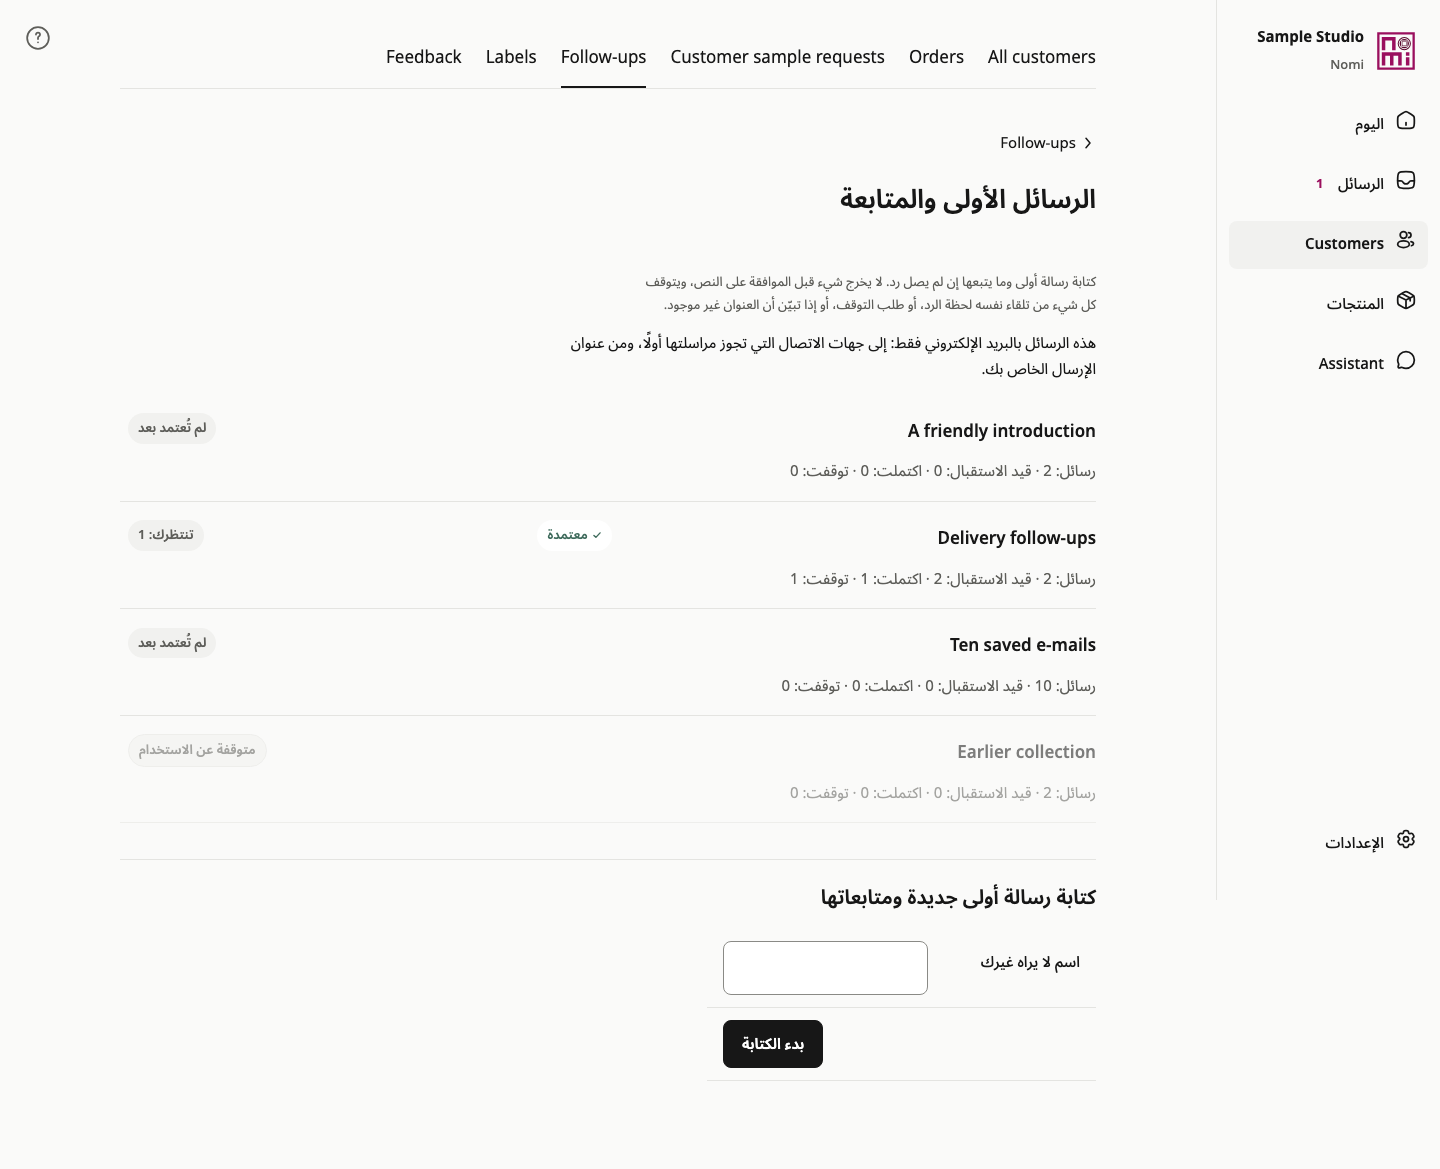 Sample Studio
Nomi
اليوم
الرسائل 1
Customers
المنتجات
Assistant
الإعدادات
All customers
Orders
Customer sample requests
Follow-ups
Labels
Feedback
Follow-ups
الرسائل الأولى والمتابعة
كتابة رسالة أولى وما يتبعها إن لم يصل رد. لا يخرج شيء قبل الموافقة على النص، ويتوقف
كل شيء من تلقاء نفسه لحظة الرد، أو طلب التوقف، أو إذا تبيّن أن العنوان غير موجود.
هذه الرسائل بالبريد الإلكتروني فقط: إلى جهات الاتصال التي تجوز مراسلتها أولًا، ومن عنوان
الإرسال الخاص بك.
A friendly introduction
لم تُعتمد بعد
رسائل: 2 · قيد الاستقبال: 0 · اكتملت: 0 · توقفت: 0
Delivery follow-ups
معتمدة
تنتظرك: 1
رسائل: 2 · قيد الاستقبال: 2 · اكتملت: 1 · توقفت: 1
Ten saved e-mails
لم تُعتمد بعد
رسائل: 10 · قيد الاستقبال: 0 · اكتملت: 0 · توقفت: 0
Earlier collection
متوقفة عن الاستخدام
رسائل: 2 · قيد الاستقبال: 0 · اكتملت: 0 · توقفت: 0
كتابة رسالة أولى جديدة ومتابعاتها
اسم لا يراه غيرك
بدء الكتابة